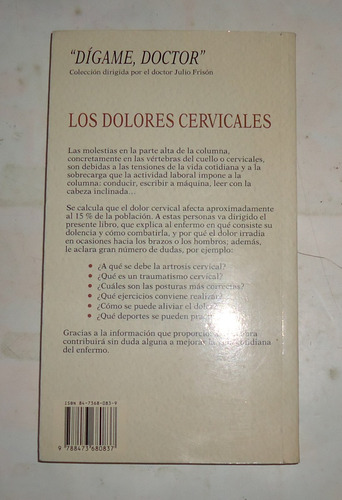 "DÍGAME, DOCTOR"
Colección dirigida por el doctor Julio Frisón
LOS DOLORES CERVICALES
Las molestias en la parte alta de la columna,
concretamente en las vértebras del cuello o cervicales,
son debidas a las tensiones de la vida cotidiana y a la
sobrecarga que la actividad laboral impone a la
columna: conducir, escribir a máquina, leer con la
cabeza inclinada...
Se calcula que el dolor cervical afecta aproximadamente
al 15 % de la población. A estas personas va dirigido el
presente libro, que explica al enfermo en qué consiste su
dolencia y cómo combatirla, y por qué el dolor irradia
en ocasiones hacia los brazos o los hombros; además,
le aclara gran número de dudas, por ejemplo:
• ¿A qué se debe la artrosis cervical?
• ¿Qué es un traumatismo cervical?
• ¿Cuáles son las posturas más correctas?
• ¿Qué ejercicios conviene realizar?
• ¿Cómo se puede aliviar el dolor?
• ¿Qué deportes se pueden
Gracias a la información que proporciona
contribuirá sin duda alguna a mejorar la vida cotidiana
del enfermo.
ISBN 84-7368-083-9
9 788473 680837